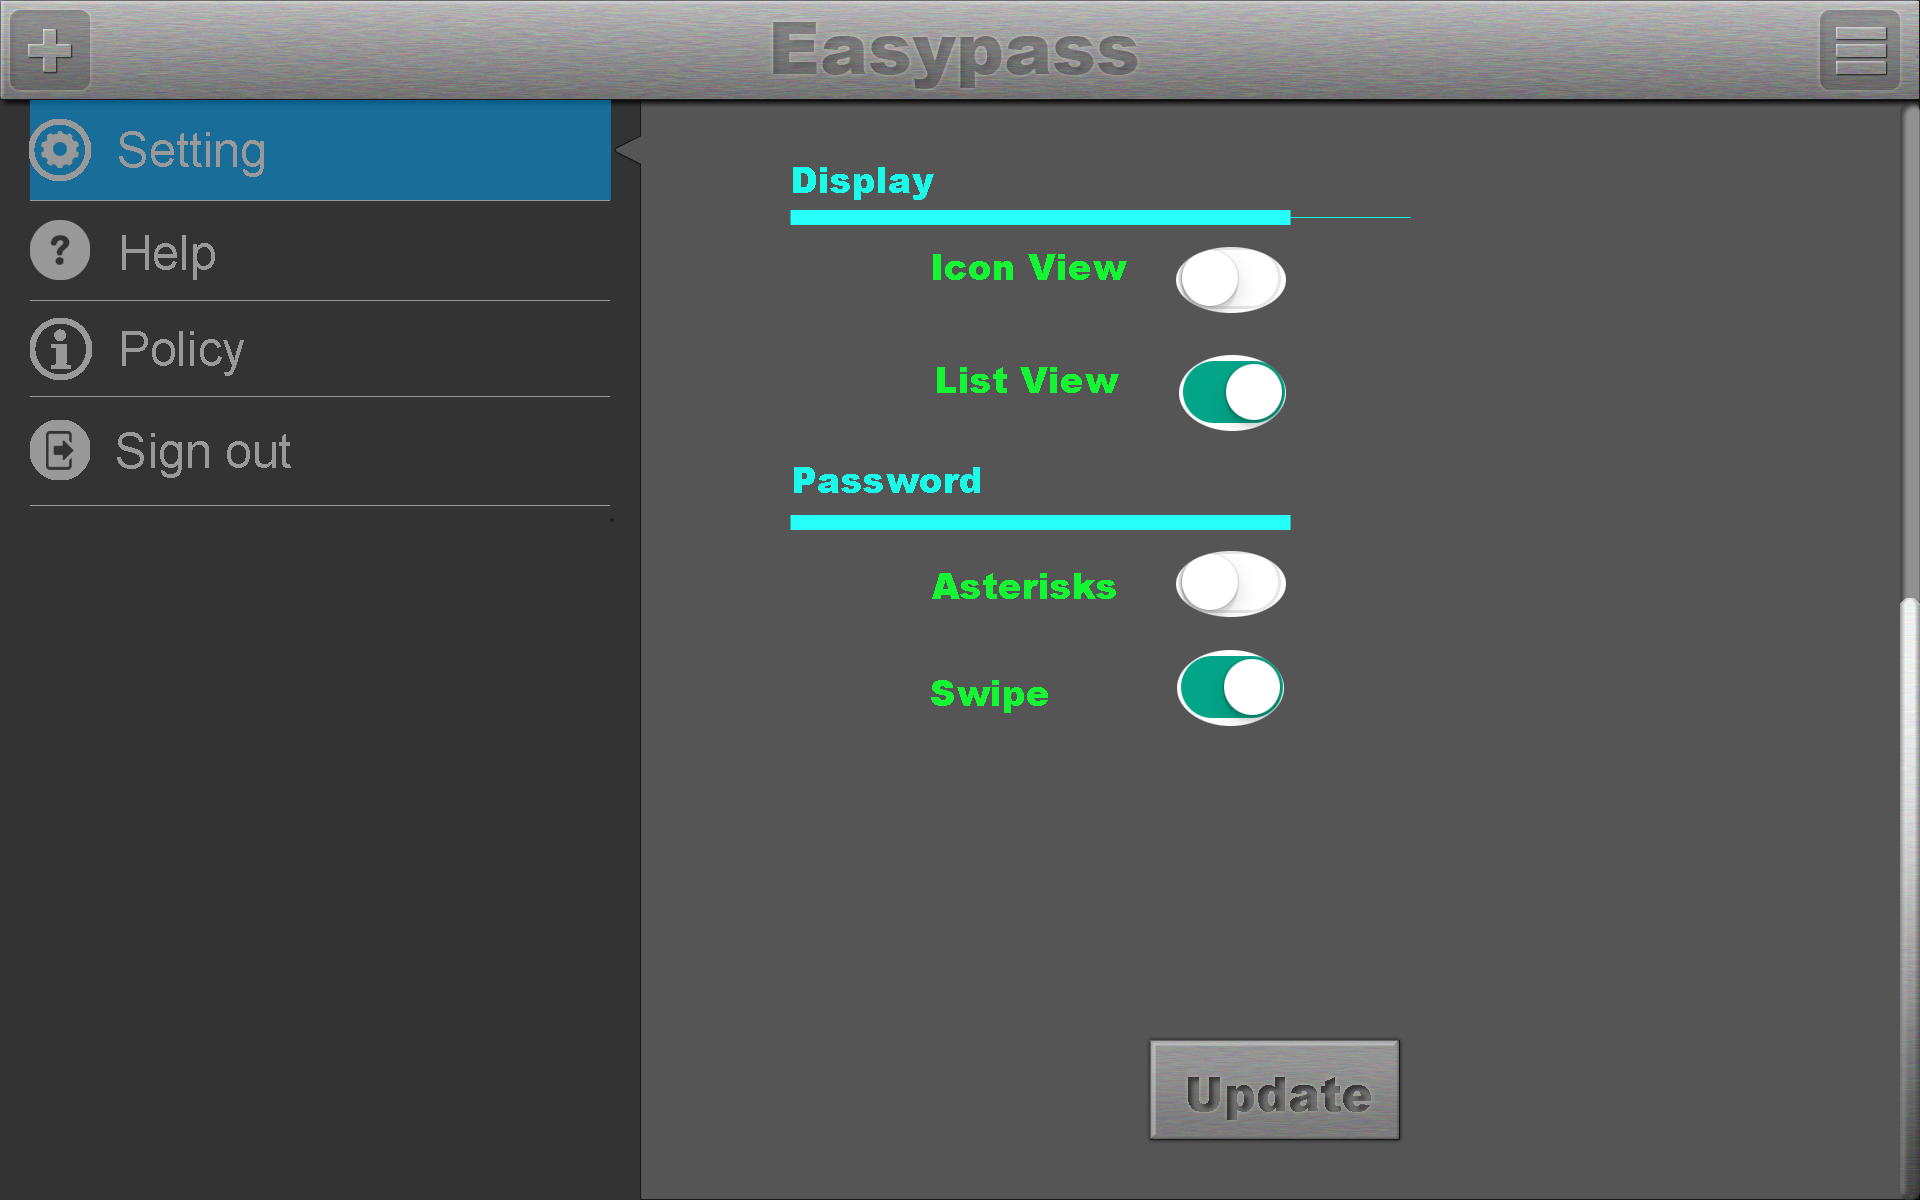 Easypass
Setting
Help
Policy
Sign out
Display
Icon View
List View
Password
Asterisks
Swipe
Update